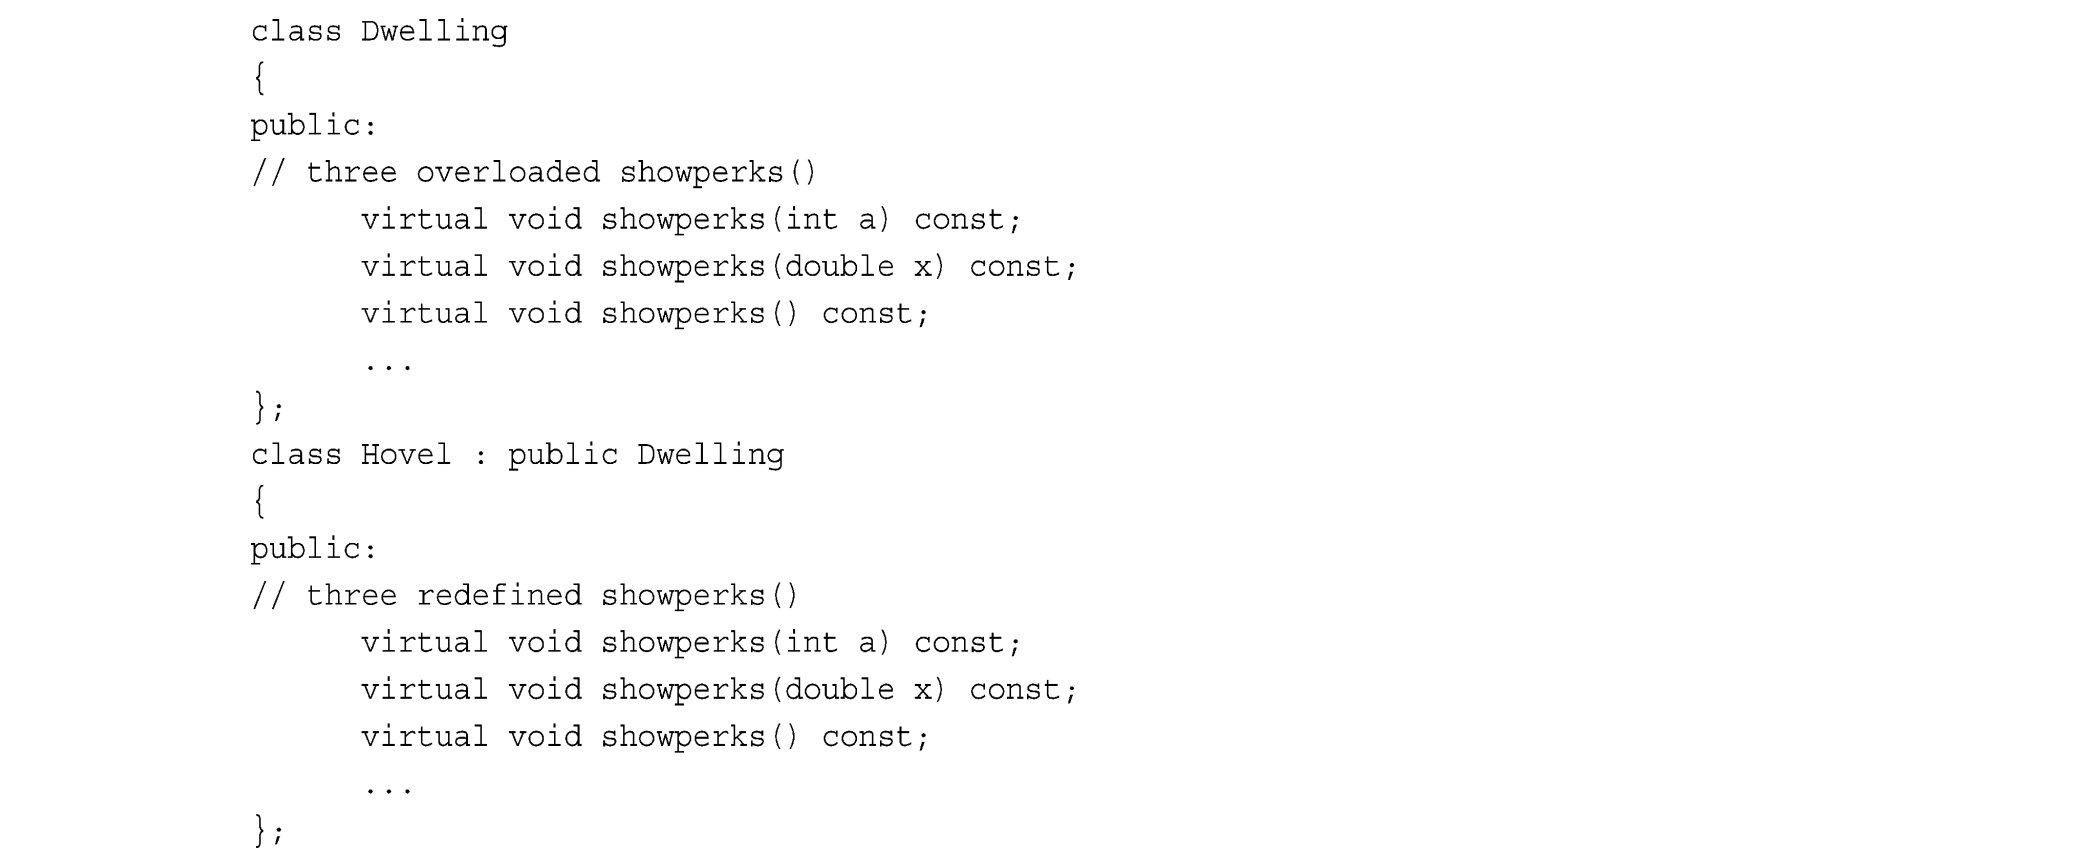 class Dwelling
{
public:
// three overloaded showperks()
      virtual void showperks(int a) const;
      virtual void showperks(double x) const;
      virtual void showperks() const;
      ...
};
class Hovel : public Dwelling
{
public:
// three redefined showperks()
      virtual void showperks(int a) const;
      virtual void showperks(double x) const;
      virtual void showperks() const;
      ...
};